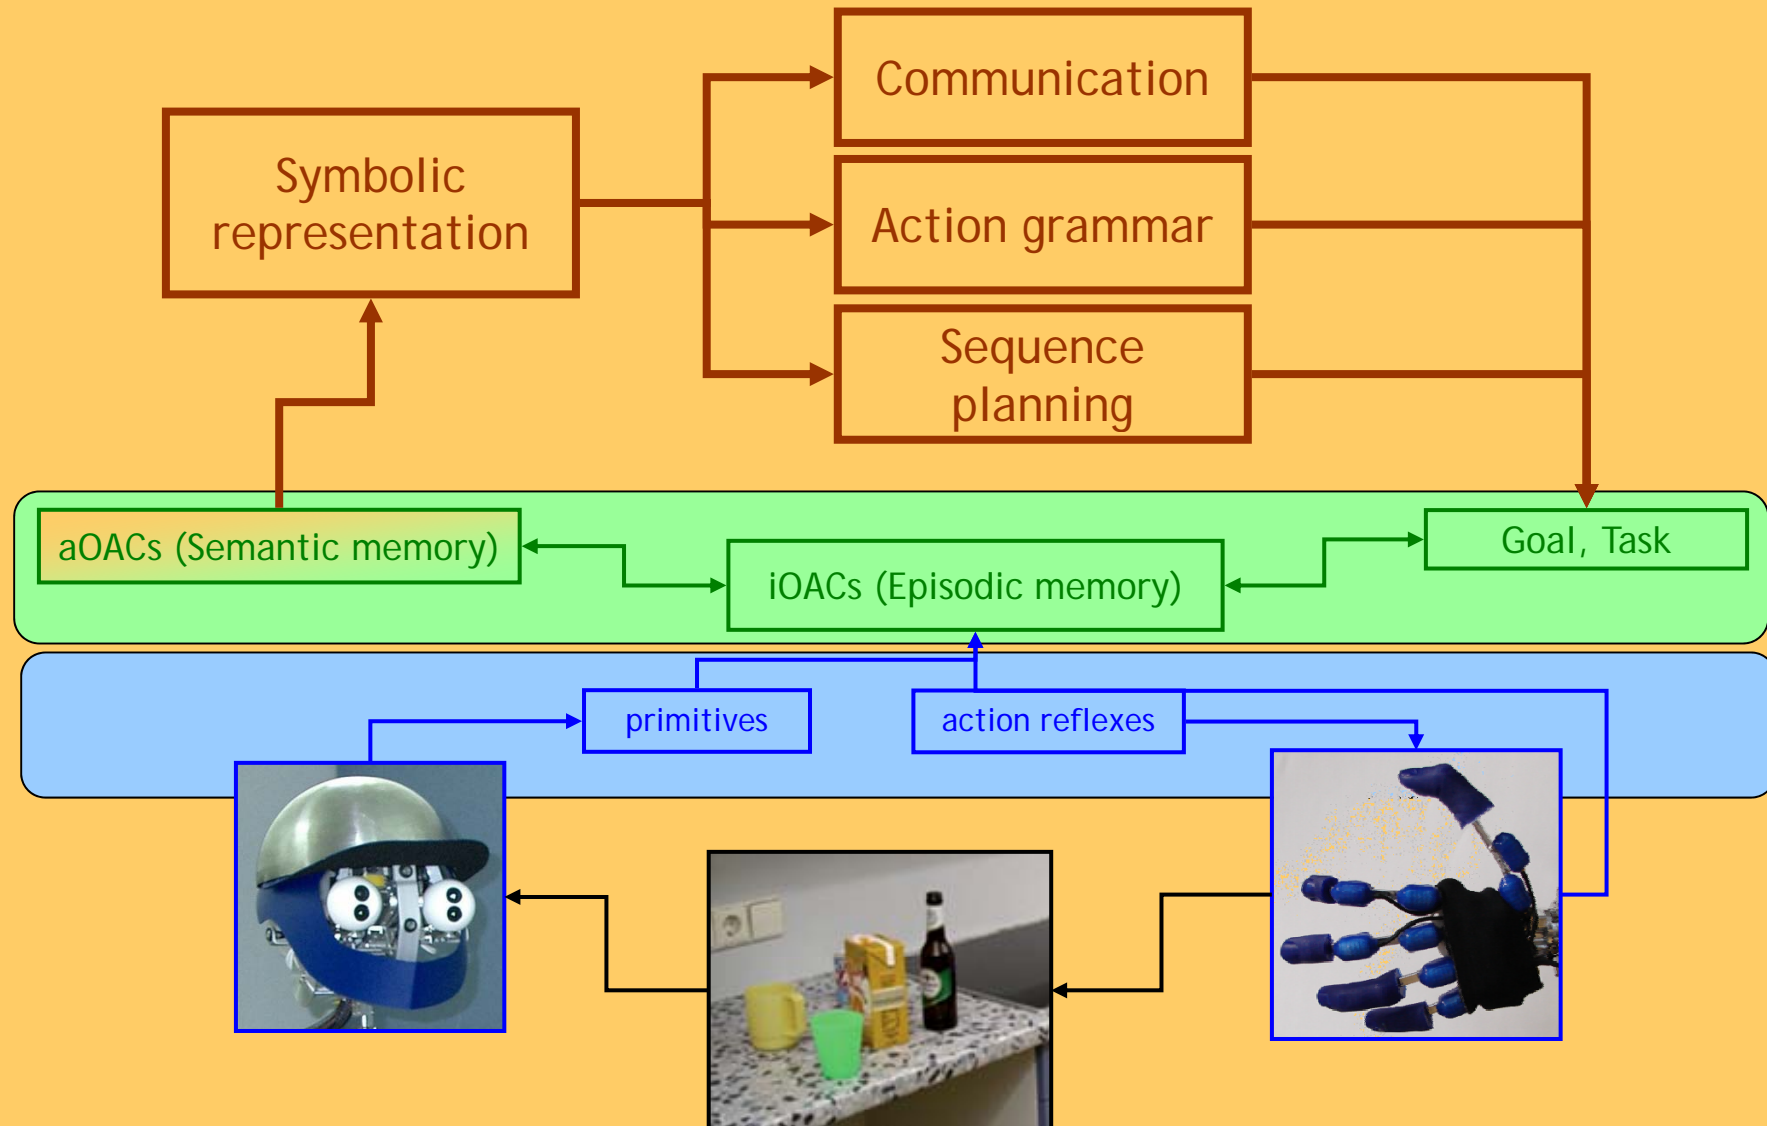 Communication
Symbolic
representation
Action grammar
Sequence
planning
aOACs (Semantic memory)
Goal, Task
iOACs (Episodic memory)
primitives
action reflexes